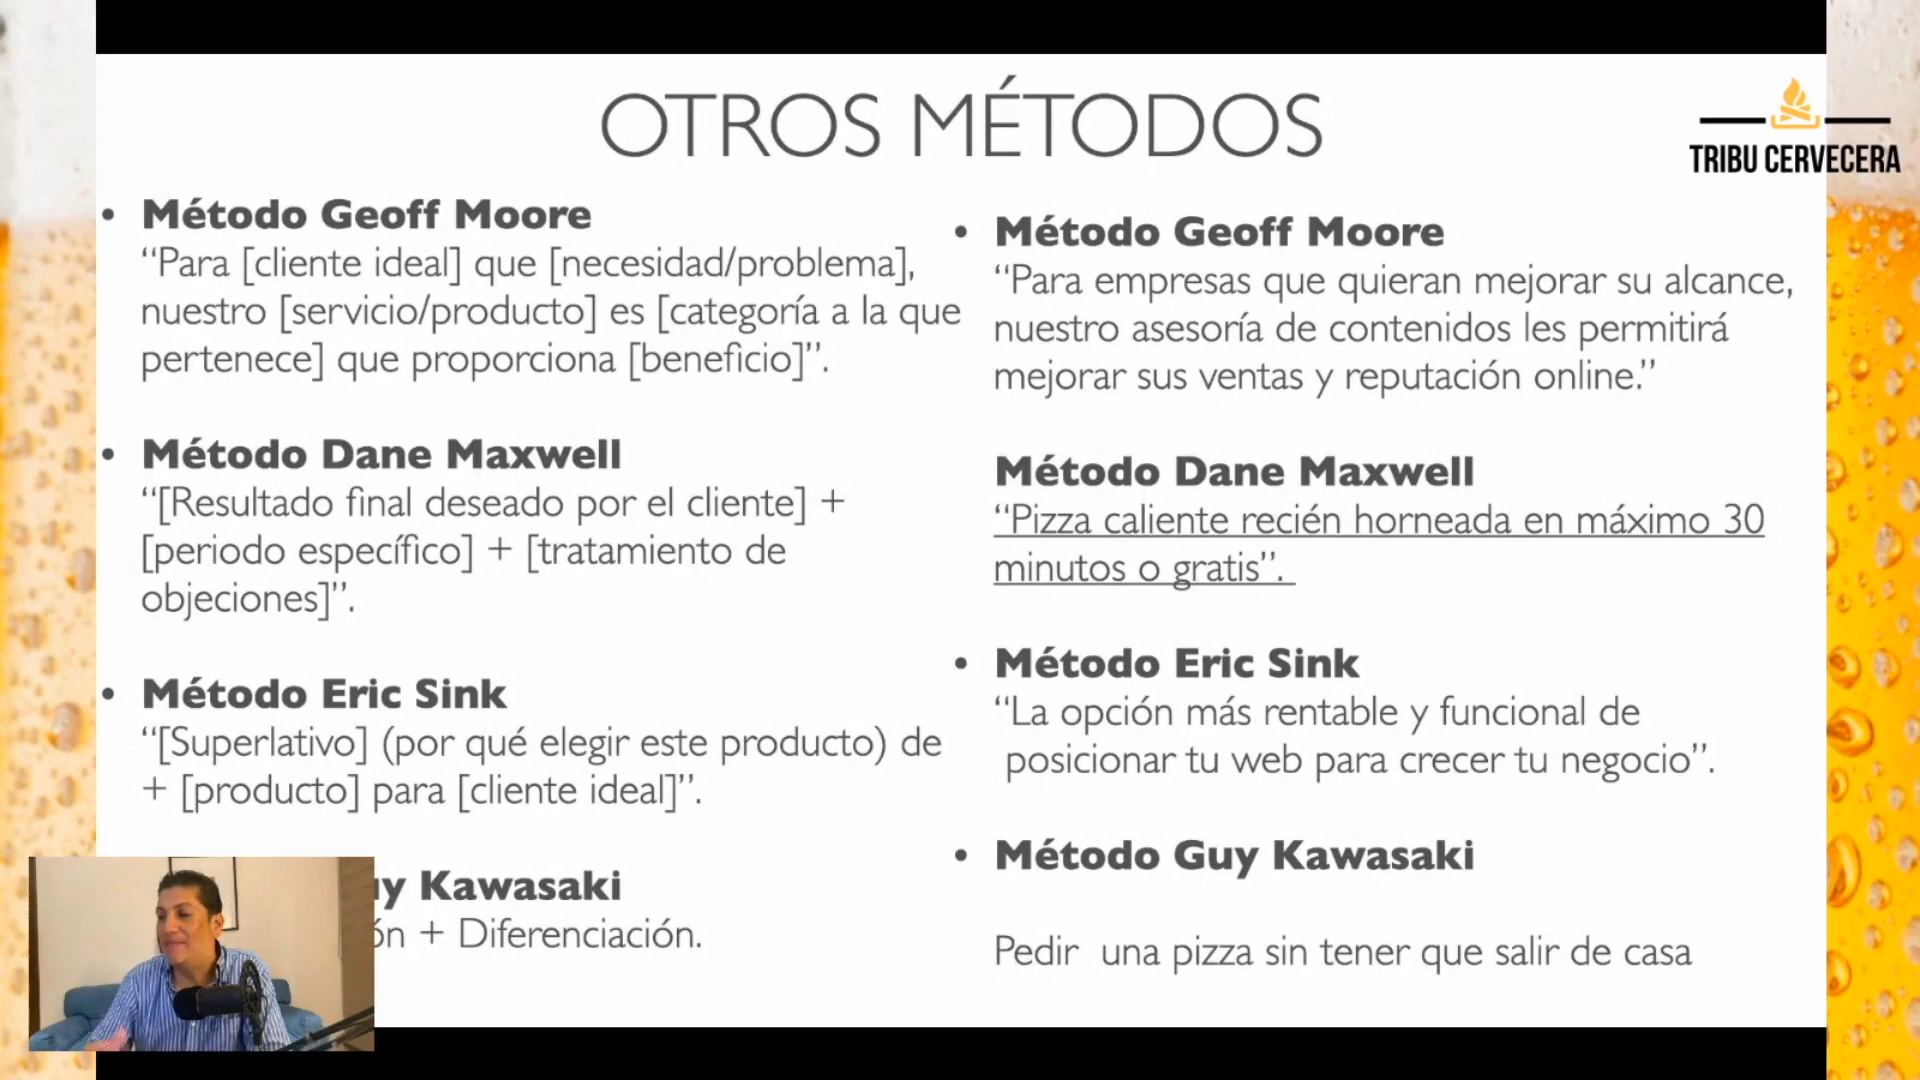 OTROS MÉTODOS
TRIBU CERVECERA
• Método Geoff Moore
“Para [cliente ideal] que [necesidad/problema],
nuestro [servicio/producto] es [categoría a la que
pertenece] que proporciona [beneficio]”.
• Método Dane Maxwell
“[Resultado final deseado por el cliente] +
[periodo específico] + [tratamiento de
objeciones]”.
• Método Eric Sink
“[Superlativo] (por qué elegir este producto) de
+ [producto] para [cliente ideal]”.
Kawasaki
+ Diferenciación.
• Método Geoff Moore
“Para empresas que quieran mejorar su alcance,
nuestro asesoría de contenidos les permitirá
mejorar sus ventas y reputación online.”
Método Dane Maxwell
“Pizza caliente recién horneada en máximo 30
minutos o gratis”.
• Método Eric Sink
“La opción más rentable y funcional de
posicionar tu web para crecer tu negocio”.
• Método Guy Kawasaki
Pedir una pizza sin tener que salir de casa